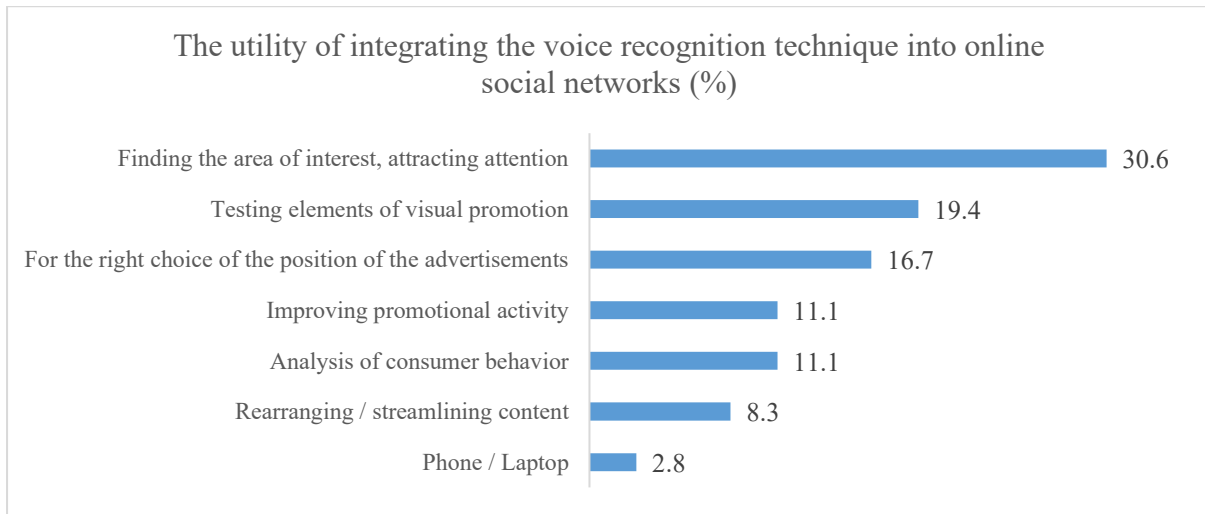 The utility of integrating the voice recognition technique into online
social networks (%)
Finding the area of interest, attracting attention 30.6
Testing elements of visual promotion 19.4
For the right choice of the position of the advertisements 16.7
Improving promotional activity 11.1
Analysis of consumer behavior 11.1
Rearranging / streamlining content 8.3
Phone / Laptop 2.8